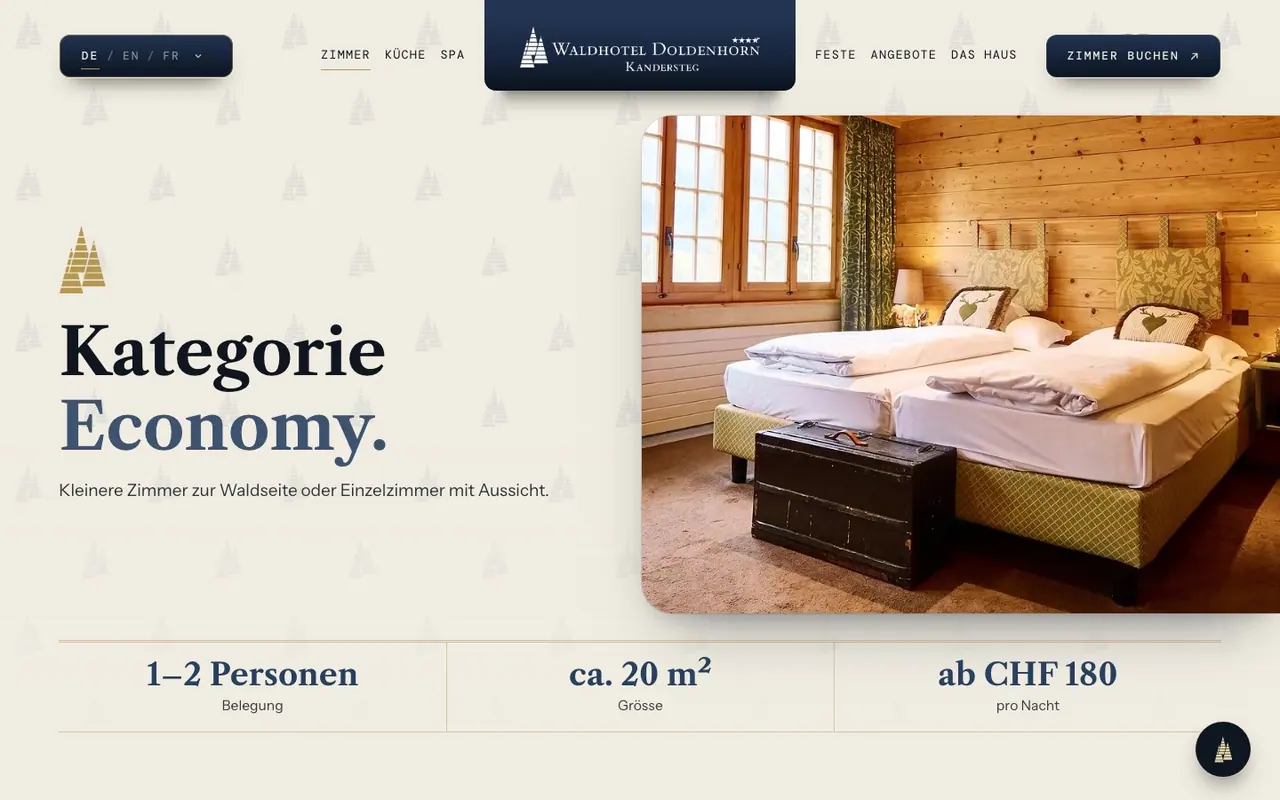 DE / EN / FR
ZIMMER KÜCHE SPA
WALDHOTEL DOLDENHORN
KANDERSTEG
FESTE ANGEBOTE DAS HAUS
ZIMMER BUCHEN ↗
Kategorie
Economy.
Kleinere Zimmer zur Waldseite oder Einzelzimmer mit Aussicht.
1–2 Personen
Belegung
ca. 20 m²
Grösse
ab CHF 180
pro Nacht